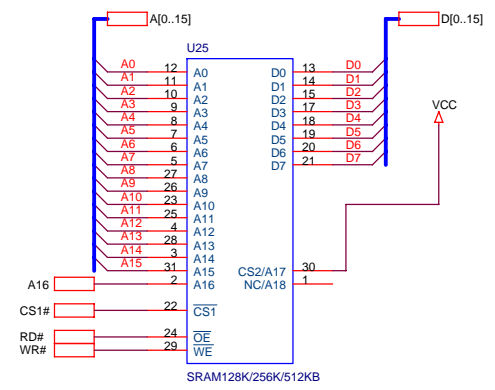 A[0..15] D[0..15]
U25
A0 12 A0 D0 13 D0
A1 11 A1 D1 14 D1
A2 10 A2 D2 15 D2
A3 9 A3 D3 17 D3
A4 8 A4 D4 18 D4
A5 7 A5 D5 19 D5
A6 6 A6 D6 20 D6
A7 5 A7 D7 21 D7
VCC
A8 27 A8
A9 26 A9
A10 23 A10
A11 25 A11
A12 4 A12
A13 28 A13
A14 3 A14
A15 31 A15 CS2/A17 30
A16 2 A16 NC/A18 1
CS1# 22 CS1
RD# 24 OE
WR# 29 WE
SRAM128K/256K/512KB